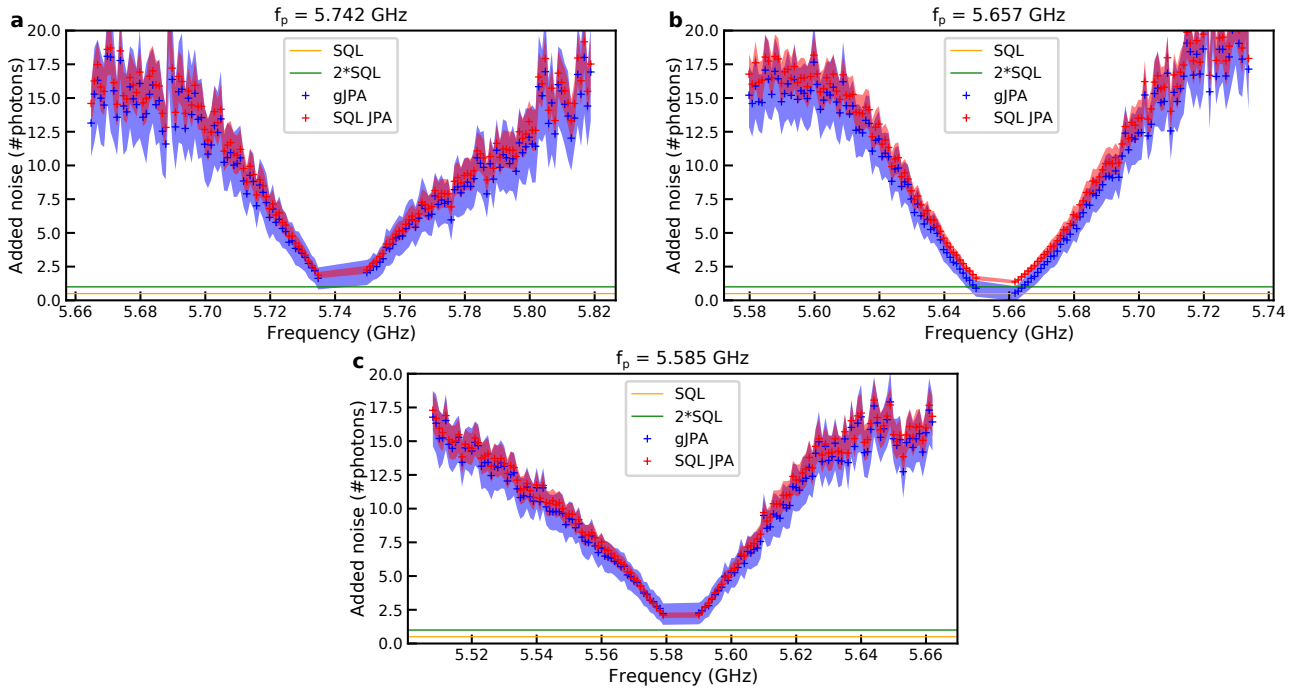 a
f_p = 5.742 GHz
Added noise (#photons)
20.0
17.5
15.0
12.5
10.0
7.5
5.0
2.5
0.0
SQL
2*SQL
gJPA
SQL JPA
5.66 5.68 5.70 5.72 5.74 5.76 5.78 5.80 5.82
Frequency (GHz)
b
f_p = 5.657 GHz
Added noise (#photons)
20.0
17.5
15.0
12.5
10.0
7.5
5.0
2.5
0.0
SQL
2*SQL
gJPA
SQL JPA
5.58 5.60 5.62 5.64 5.66 5.68 5.70 5.72 5.74
Frequency (GHz)
c
f_p = 5.585 GHz
Added noise (#photons)
20.0
17.5
15.0
12.5
10.0
7.5
5.0
2.5
0.0
SQL
2*SQL
gJPA
SQL JPA
5.52 5.54 5.56 5.58 5.60 5.62 5.64 5.66
Frequency (GHz)